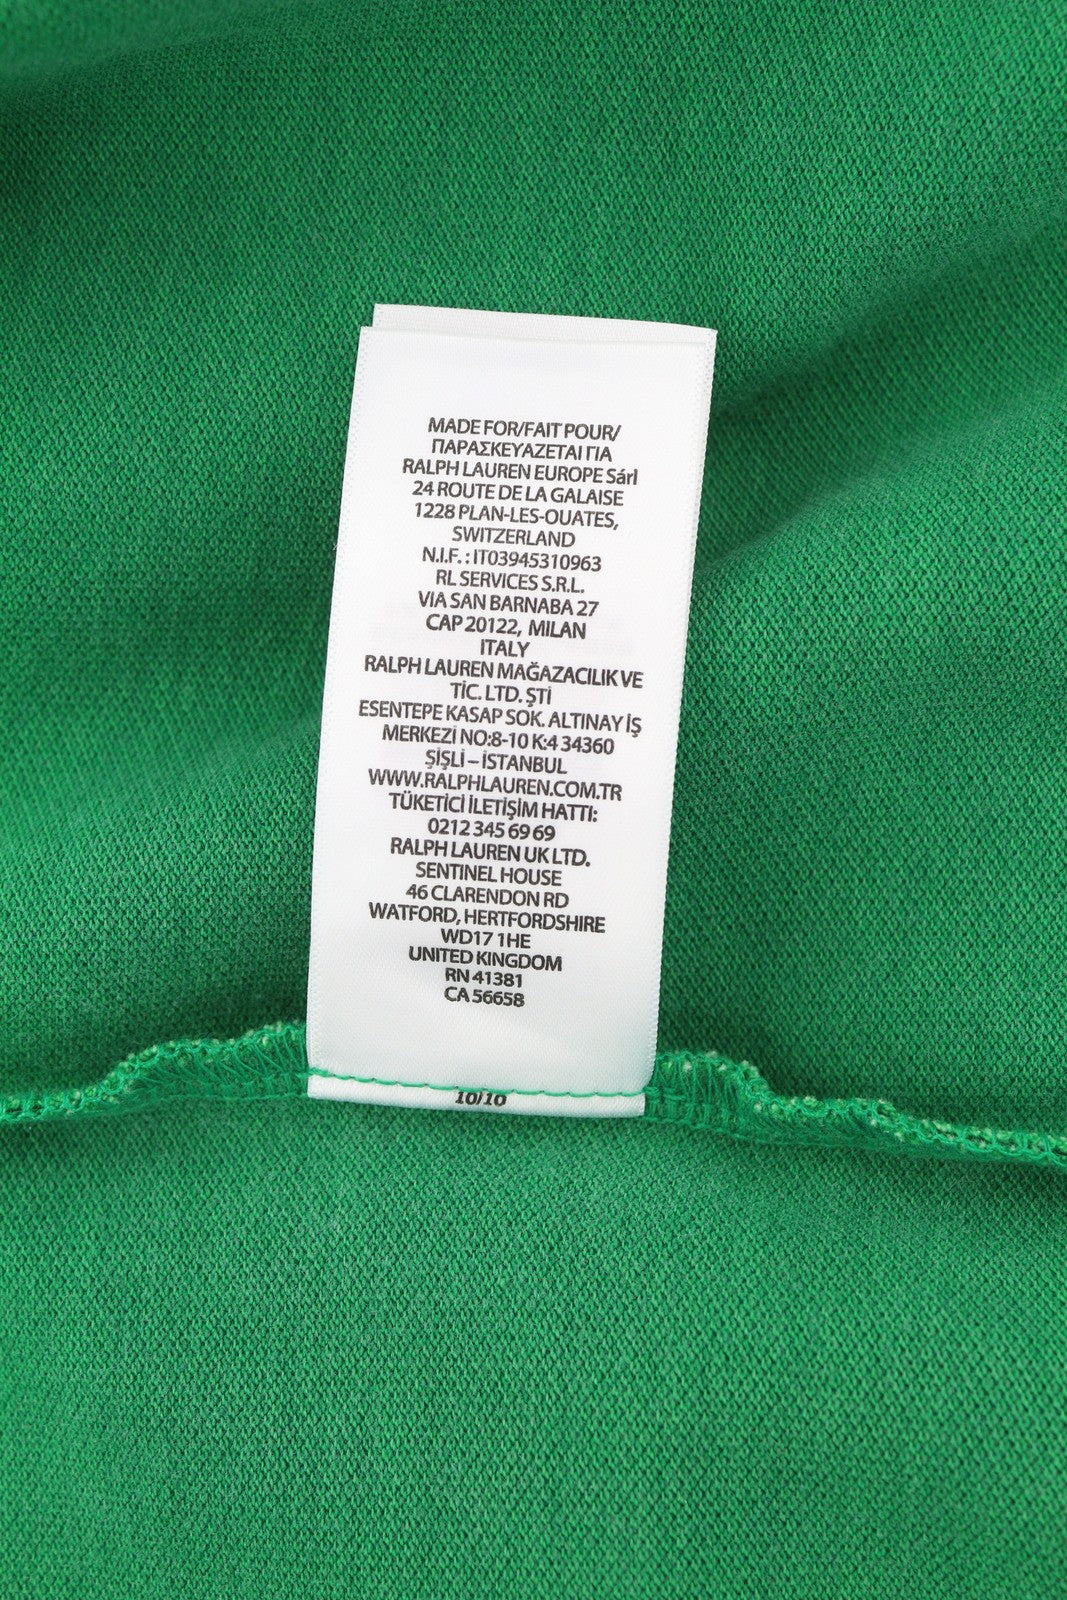 MADE FOR/FAIT POUR/
ΠΑΡΑΣΚΕΥΑΖΕΤΑΙ ΓΙΑ
RALPH LAUREN EUROPE Sárl
24 ROUTE DE LA GALAISE
1228 PLAN-LES-OUATES,
SWITZERLAND
N.I.F. : IT03945310963
RL SERVICES S.R.L.
VIA SAN BARNABA 27
CAP 20122, MILAN
ITALY
RALPH LAUREN MAĞAZACILIK VE
TİC. LTD. ŞTİ
ESENTEPE KASAP SOK. ALTINAY İŞ
MERKEZİ NO:8-10 K:4 34360
ŞİŞLİ – İSTANBUL
WWW.RALPHLAUREN.COM.TR
TÜKETİCİ İLETİŞİM HATTI:
0212 345 69 69
RALPH LAUREN UK LTD.
SENTINEL HOUSE
46 CLARENDON RD
WATFORD, HERTFORDSHIRE
WD17 1HE
UNITED KINGDOM
RN 41381
CA 56658
10/10